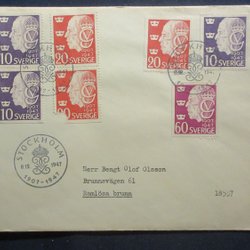 10 SVERIGE
20 SVERIGE
20 SVERIGE
10 SVERIGE
10 SVERIGE
20 SVERIGE
60 SVERIGE
STOCKHOLM
1947
1907-1947
Herr Bengt Olof Olsson
Brunnsvägen 61
Ramlösa brunn